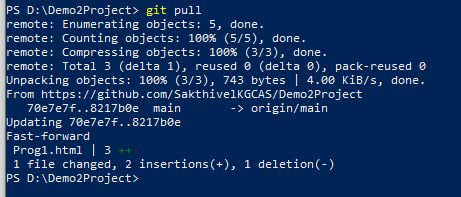 PS D:\Demo2Project> git pull
remote: Enumerating objects: 5, done.
remote: Counting objects: 100% (5/5), done.
remote: Compressing objects: 100% (3/3), done.
remote: Total 3 (delta 1), reused 0 (delta 0), pack-reused 0
Unpacking objects: 100% (3/3), 743 bytes | 4.00 KiB/s, done.
From https://github.com/SakthivelKGCAS/Demo2Project
   70e7e7f..8217b0e  main       -> origin/main
Updating 70e7e7f..8217b0e
Fast-forward
 Prog1.html | 3 ++-
 1 file changed, 2 insertions(+), 1 deletion(-)
PS D:\Demo2Project>